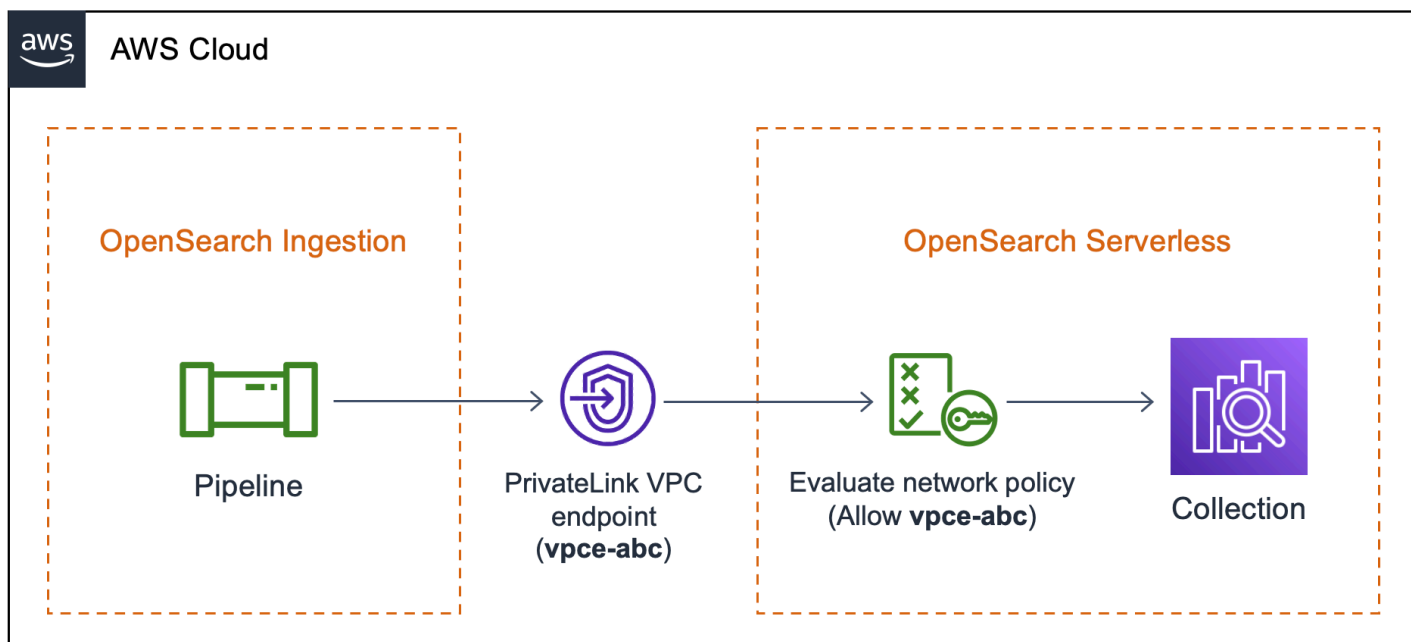 aws
AWS Cloud
OpenSearch Ingestion
OpenSearch Serverless
Pipeline
PrivateLink VPC
endpoint
(vpce-abc)
Evaluate network policy
(Allow vpce-abc)
Collection